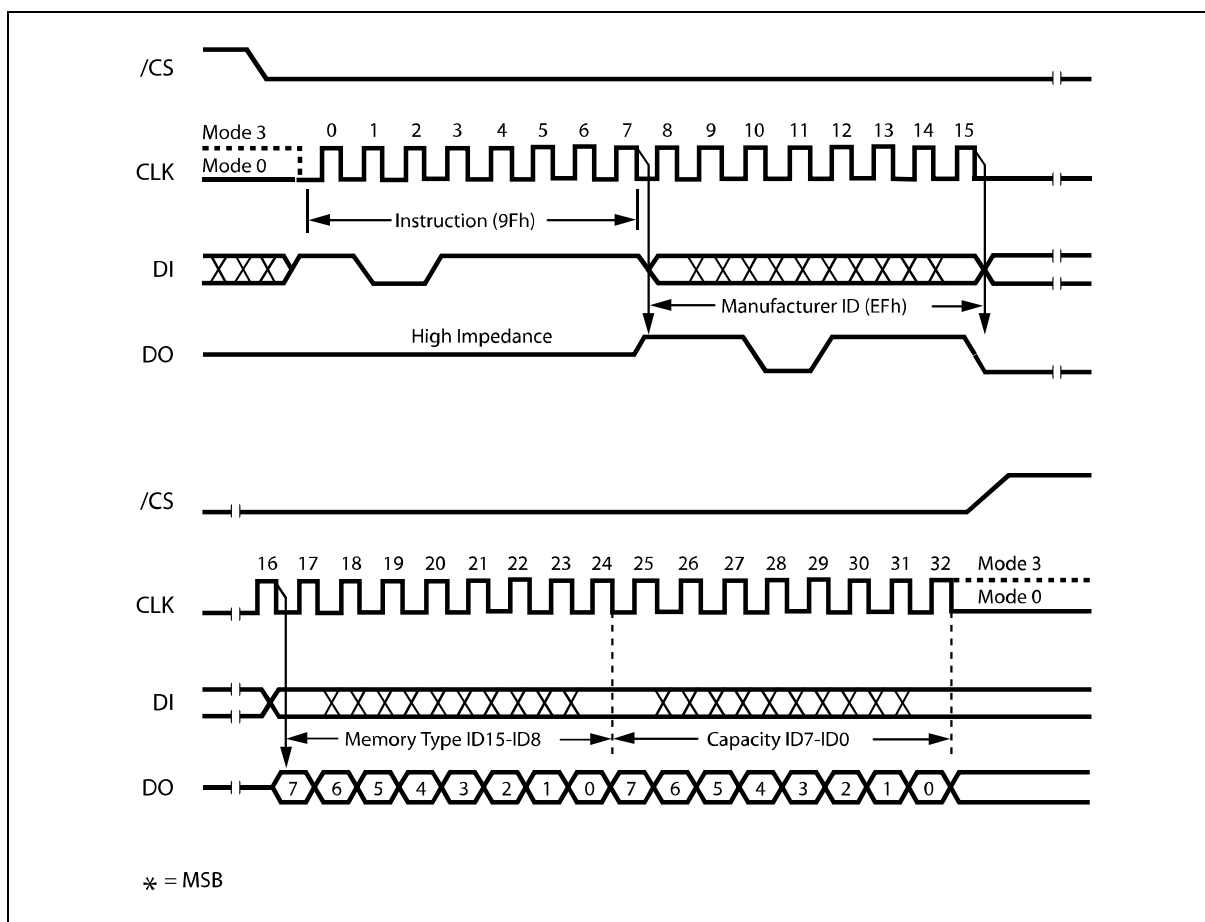 /CS
Mode 3
0 1 2 3 4 5 6 7 8 9 10 11 12 13 14 15
Mode 0
CLK
Instruction (9Fh)
DI
Manufacturer ID (EFh)
High Impedance
DO
/CS
16 17 18 19 20 21 22 23 24 25 26 27 28 29 30 31 32
Mode 3
CLK
Mode 0
DI
Memory Type ID15-ID8
Capacity ID7-ID0
DO
7 6 5 4 3 2 1 0 7 6 5 4 3 2 1 0
* = MSB